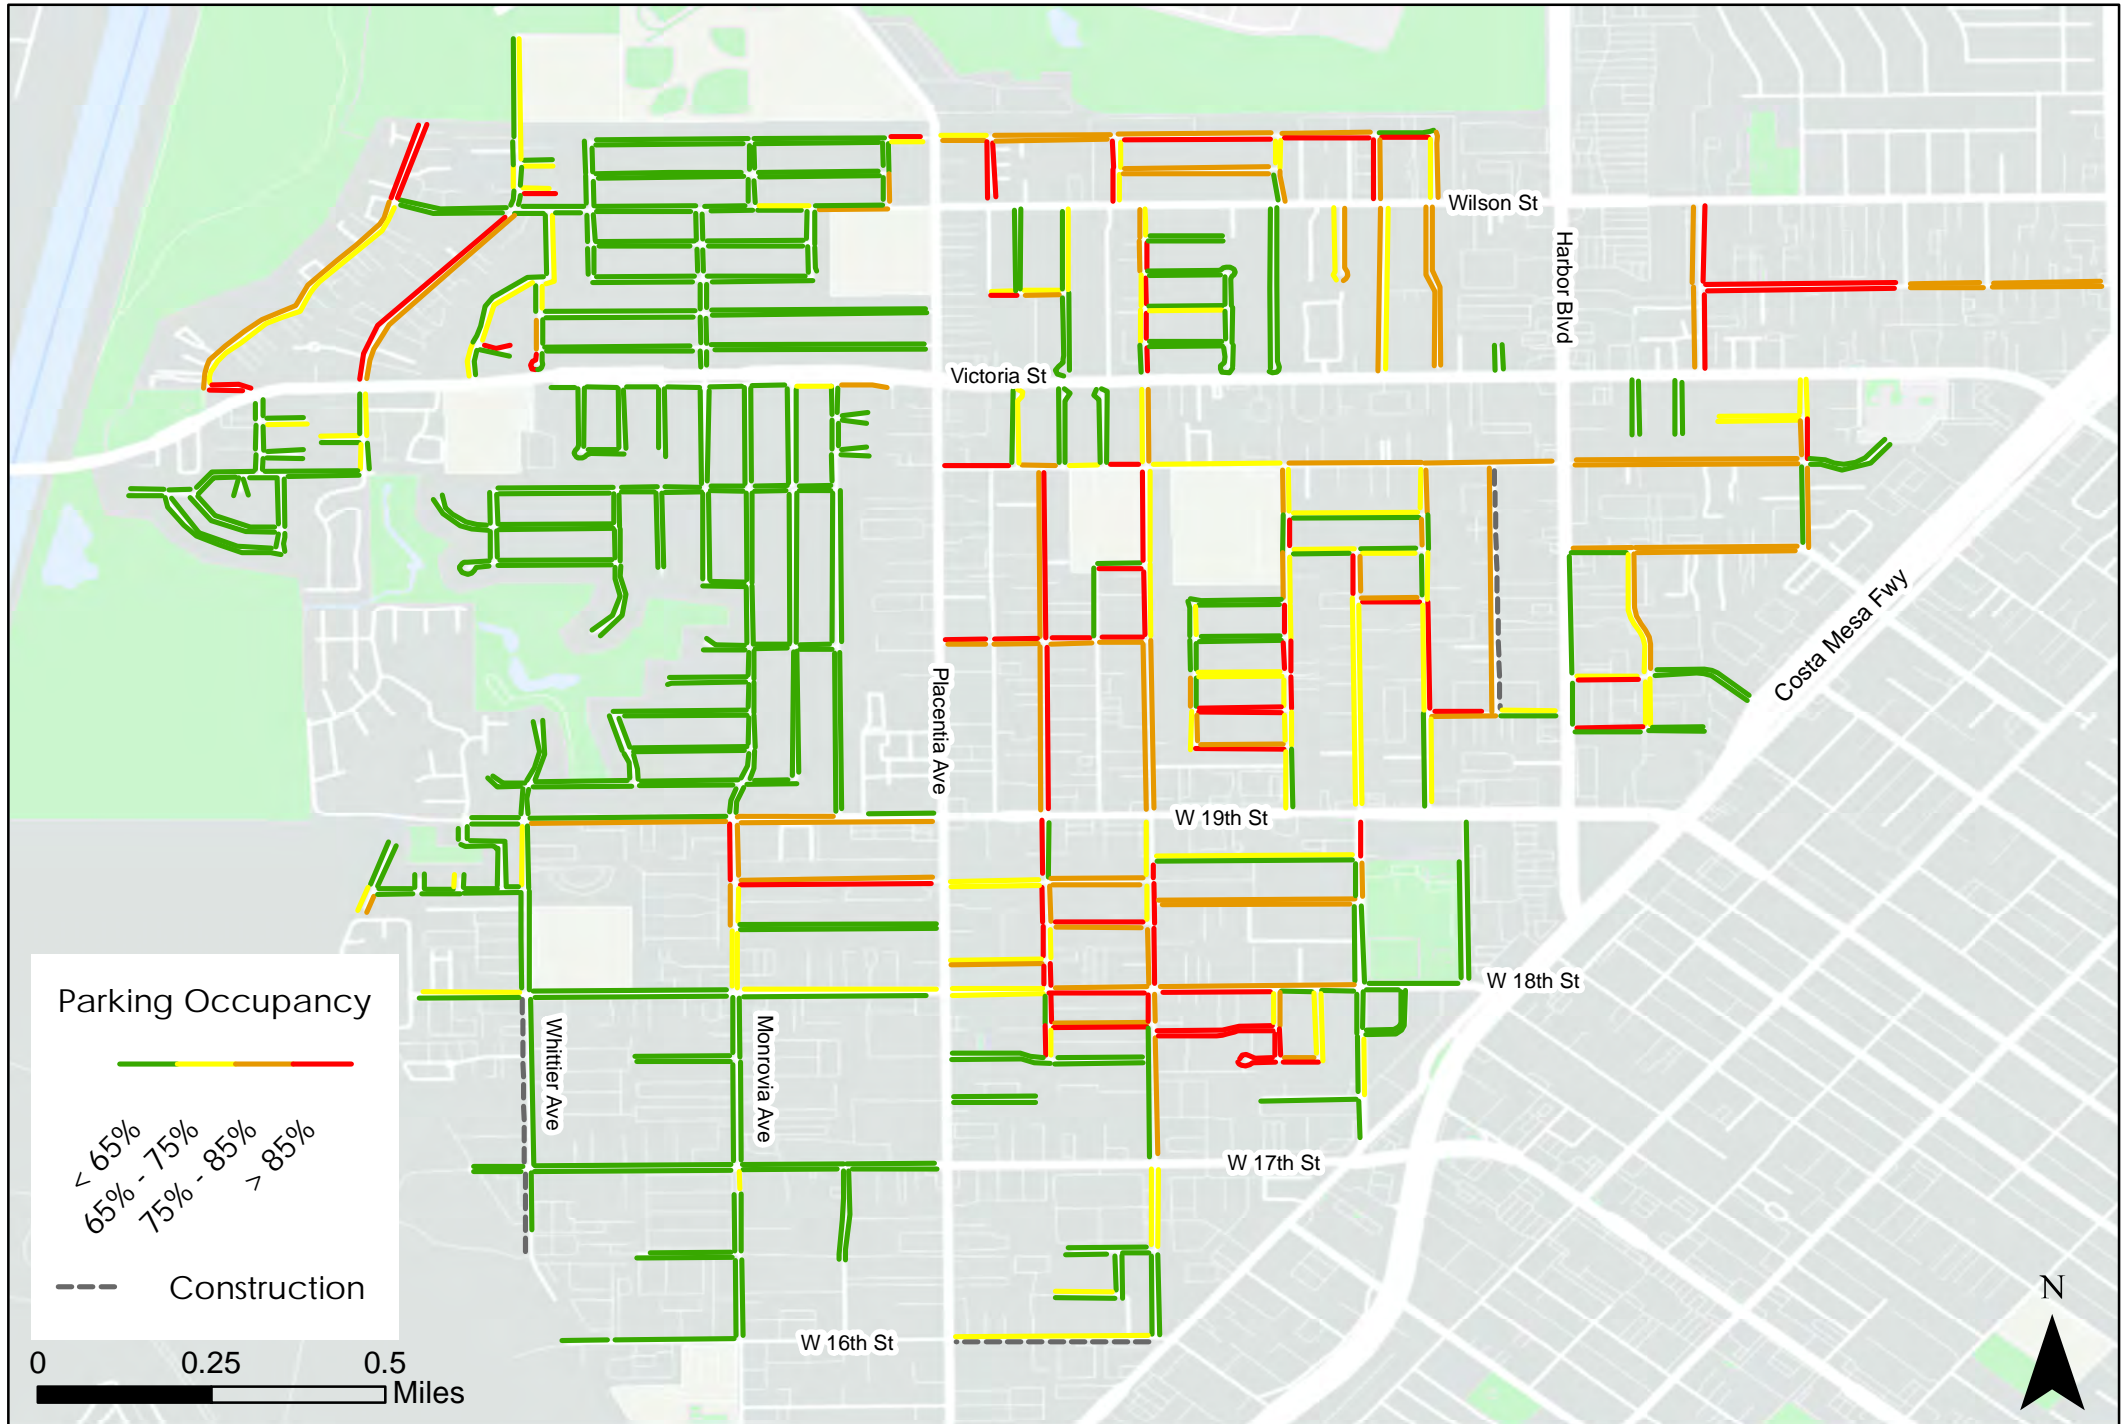 Wilson St
Harbor Blvd
Victoria St
Costa Mesa Fwy
Placentia Ave
W 19th St
W 18th St
Parking Occupancy
< 65%
65% - 75%
75% - 85%
> 85%
Construction
Whittier Ave
Monrovia Ave
W 17th St
W 16th St
N
0 0.25 0.5
Miles